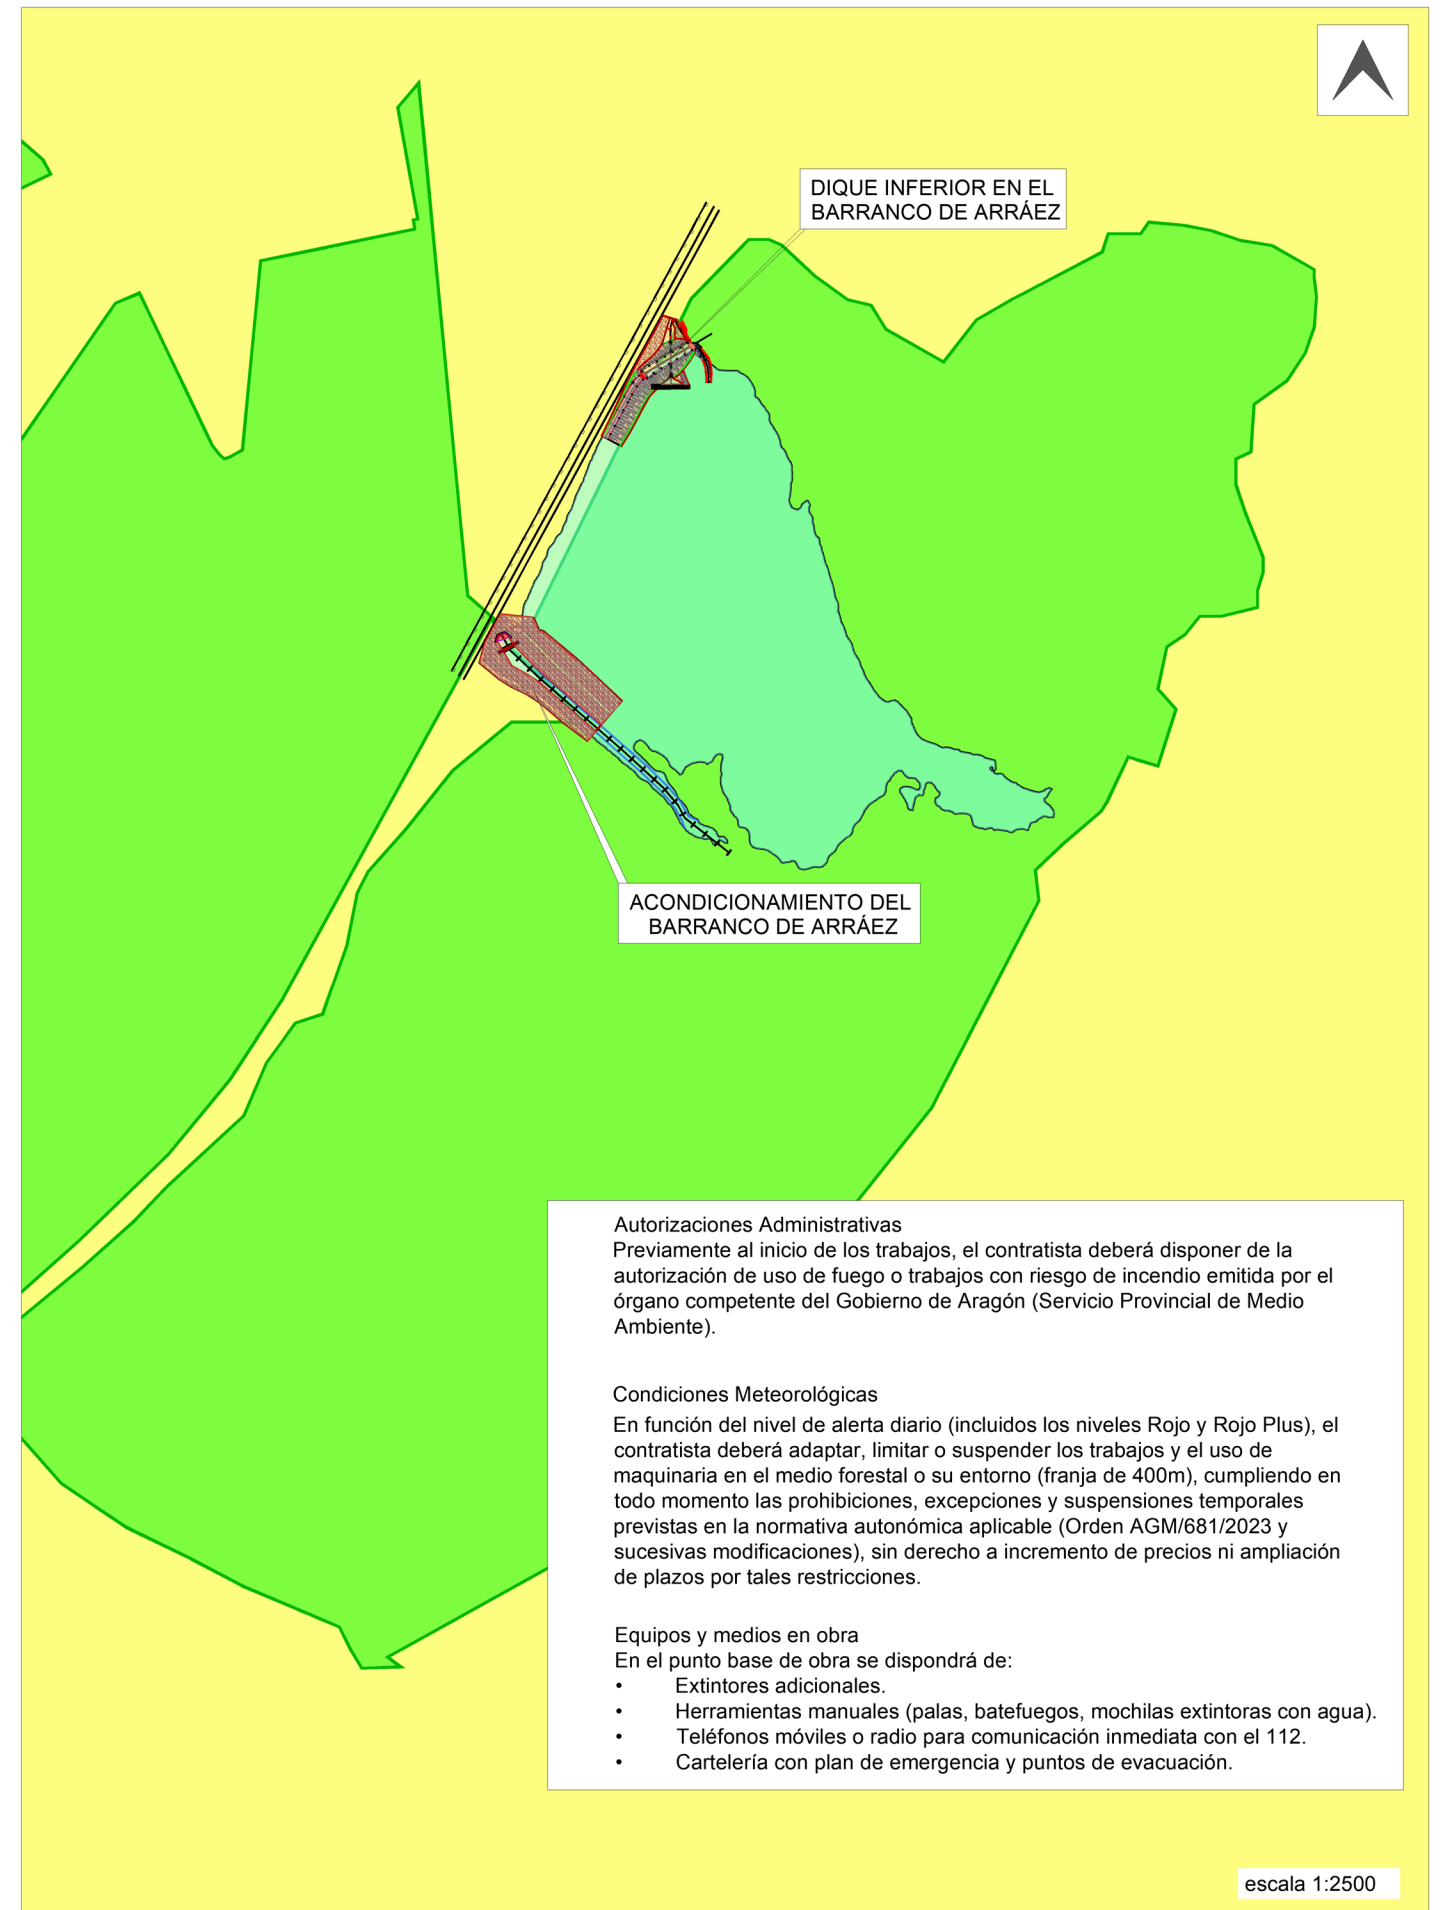 DIQUE INFERIOR EN EL
BARRANCO DE ARRÁEZ
ACONDICIONAMIENTO DEL
BARRANCO DE ARRÁEZ
Autorizaciones Administrativas
Previamente al inicio de los trabajos, el contratista deberá disponer de la
autorización de uso de fuego o trabajos con riesgo de incendio emitida por el
órgano competente del Gobierno de Aragón (Servicio Provincial de Medio
Ambiente).
Condiciones Meteorológicas
En función del nivel de alerta diario (incluidos los niveles Rojo y Rojo Plus), el
contratista deberá adaptar, limitar o suspender los trabajos y el uso de
maquinaria en el medio forestal o su entorno (franja de 400m), cumpliendo en
todo momento las prohibiciones, excepciones y suspensiones temporales
previstas en la normativa autonómica aplicable (Orden AGM/681/2023 y
sucesivas modificaciones), sin derecho a incremento de precios ni ampliación
de plazos por tales restricciones.
Equipos y medios en obra
En el punto base de obra se dispondrá de:
• Extintores adicionales.
• Herramientas manuales (palas, batefuegos, mochilas extintoras con agua).
• Teléfonos móviles o radio para comunicación inmediata con el 112.
• Cartelería con plan de emergencia y puntos de evacuación.
escala 1:2500